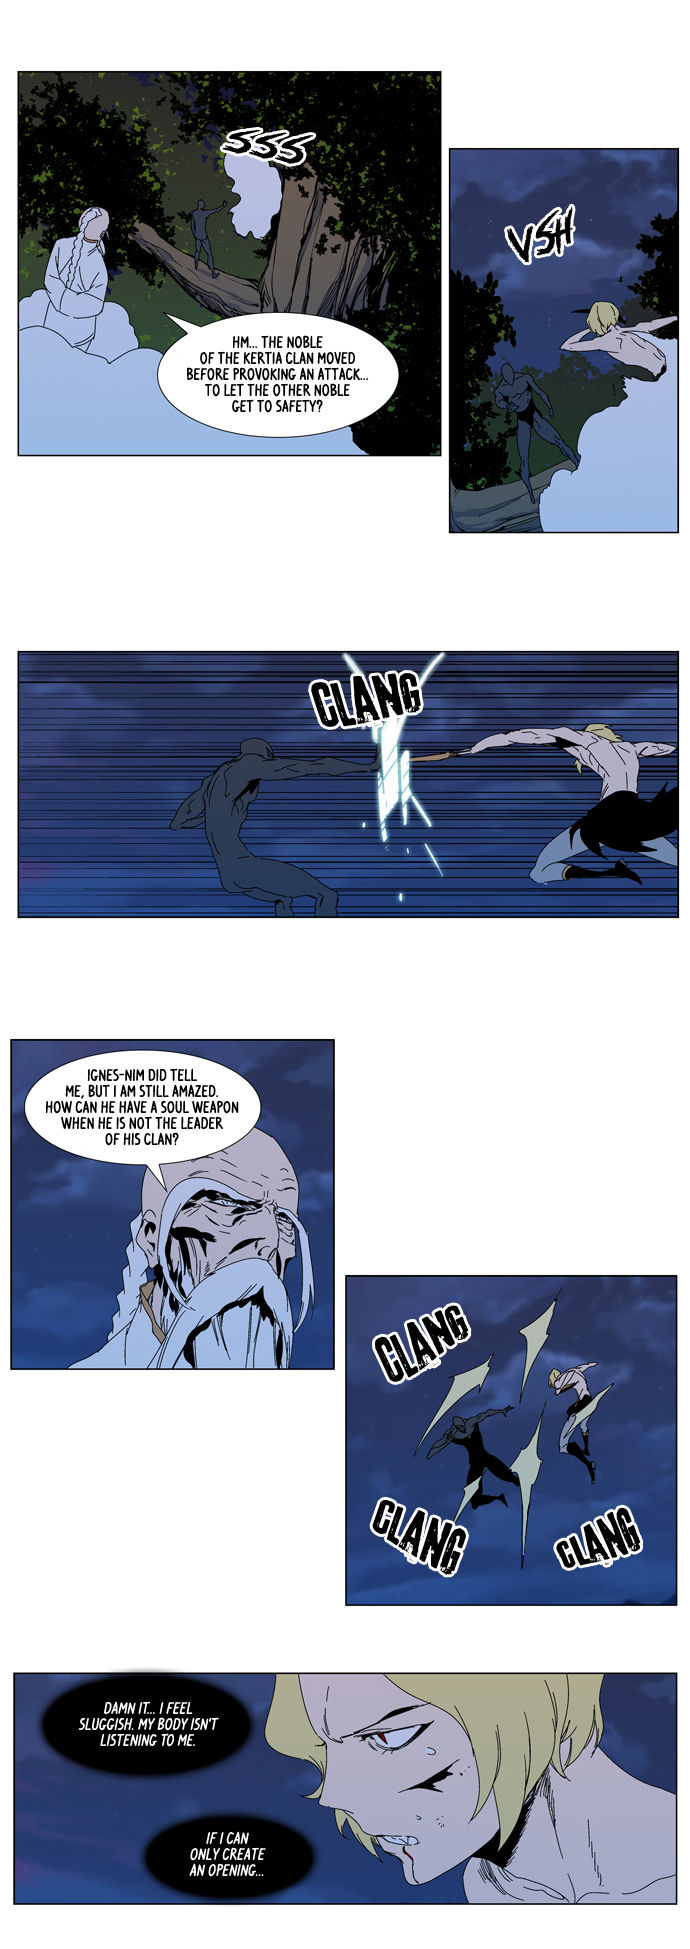 SSS
HM... THE NOBLE
OF THE KERTIA CLAN MOVED
BEFORE PROVOKING AN ATTACK...
TO LET THE OTHER NOBLE
GET TO SAFETY?
VSH
CLANG
IGNES-NIM DID TELL
ME, BUT I AM STILL AMAZED.
HOW CAN HE HAVE A SOUL WEAPON
WHEN HE IS NOT THE LEADER
OF HIS CLAN?
CLANG
CLANG
CLANG
DAMN IT... I FEEL
SLUGGISH. MY BODY ISN'T
LISTENING TO ME.
IF I CAN
ONLY CREATE
AN OPENING...